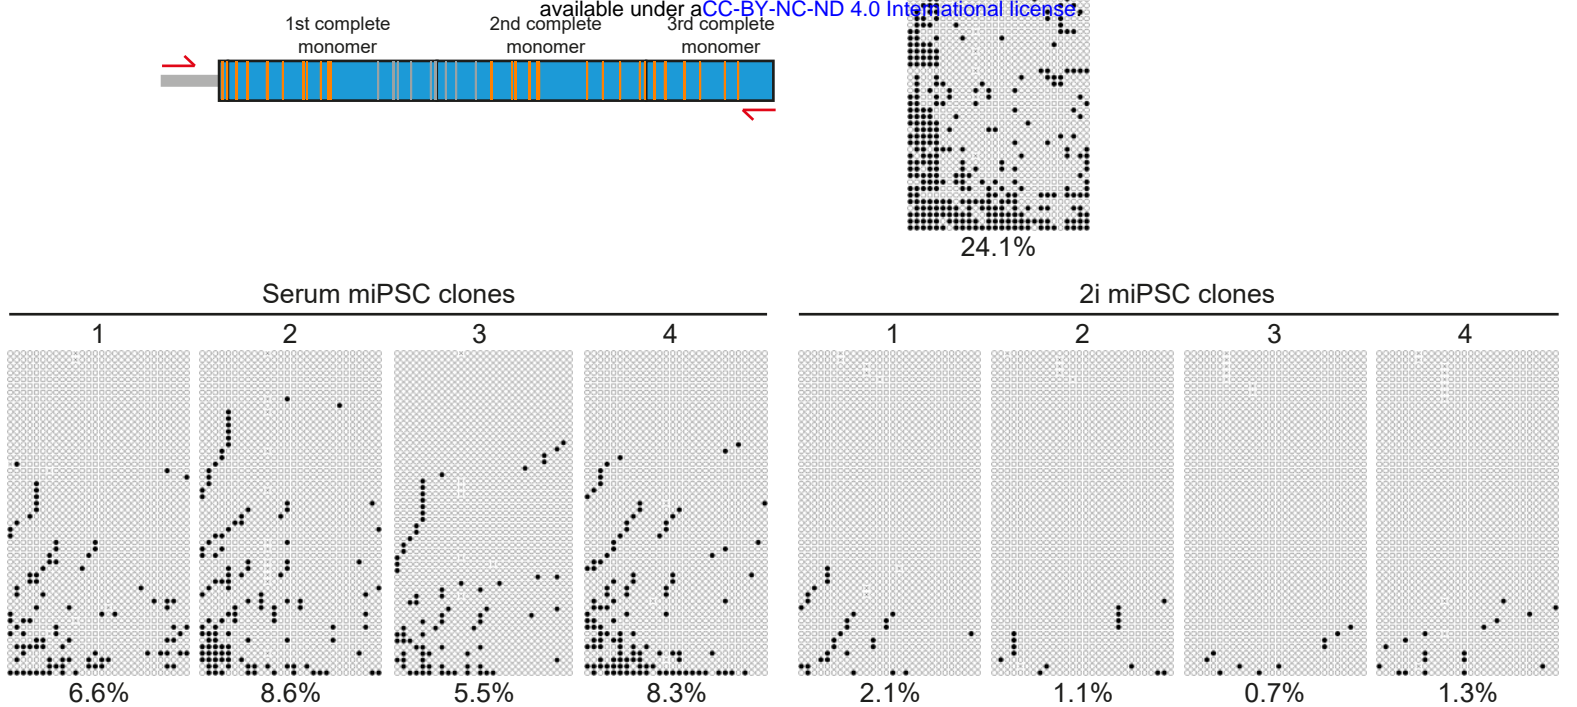 available under aCC-BY-NC-ND 4.0 International license.
1st complete
monomer
2nd complete
monomer
3rd complete
monomer
24.1%
Serum miPSC clones
2i miPSC clones
1 2 3 4 1 2 3 4
6.6% 8.6% 5.5% 8.3% 2.1% 1.1% 0.7% 1.3%